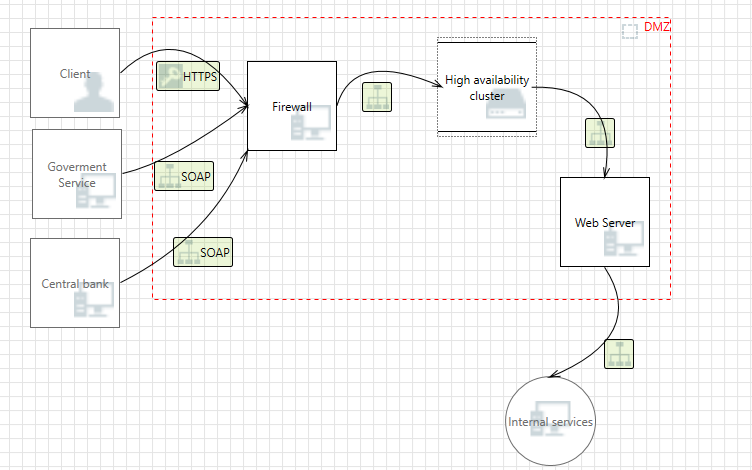 DMZ
Client
HTTPS
Firewall
High availability
cluster
Goverment
Service
SOAP
Web Server
SOAP
Central bank
Internal services